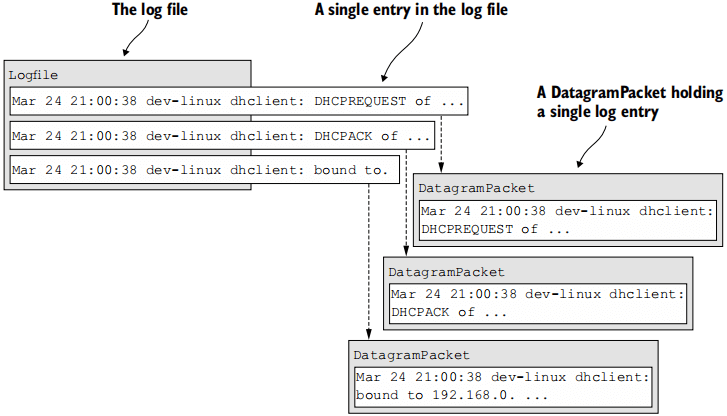 The log file
A single entry in the log file
Logfile
Mar 24 21:00:38 dev-linux dhclient: DHCPREQUEST of ...
Mar 24 21:00:38 dev-linux dhclient: DHCPACK of ...
Mar 24 21:00:38 dev-linux dhclient: bound to.
A DatagramPacket holding
a single log entry
DatagramPacket
Mar 24 21:00:38 dev-linux dhclient:
DHCPREQUEST of ...
DatagramPacket
Mar 24 21:00:38 dev-linux dhclient:
DHCPACK of ...
DatagramPacket
Mar 24 21:00:38 dev-linux dhclient:
bound to 192.168.0. ...